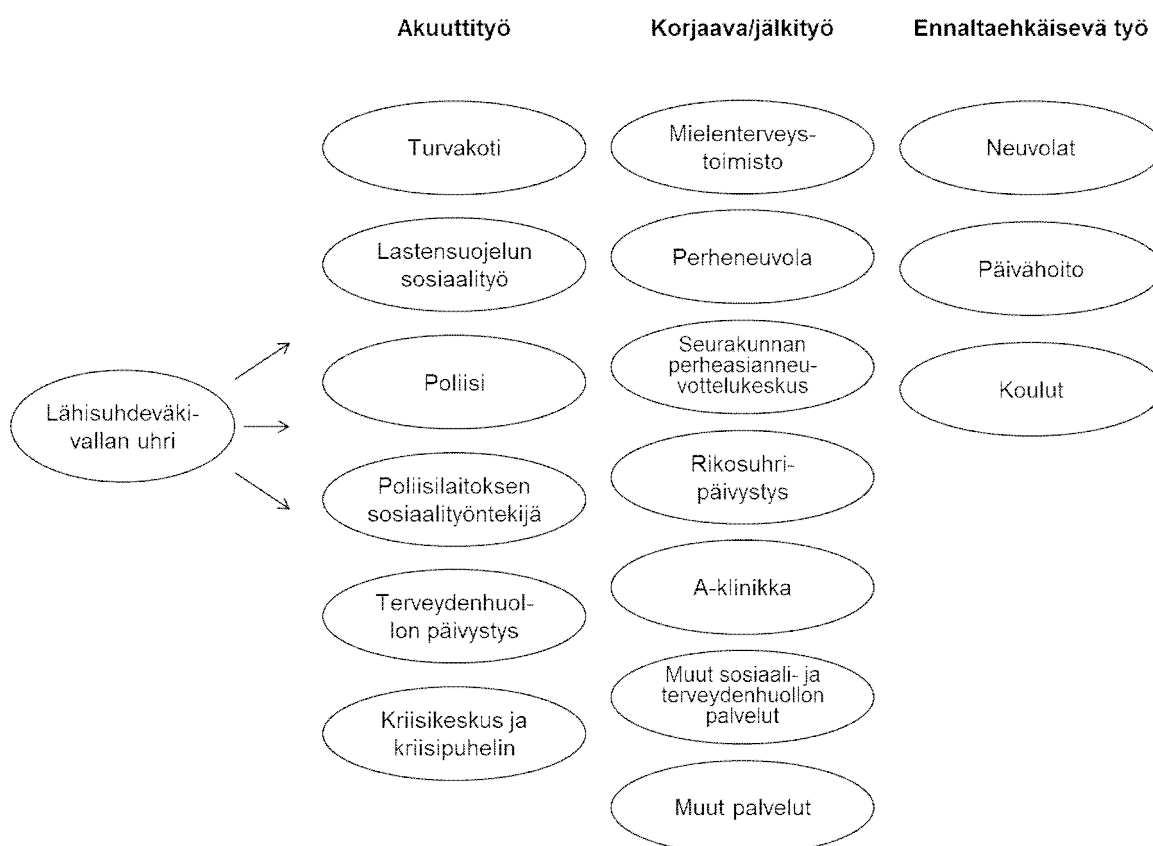 Akuuttityö
Korjaava/jälkityö
Ennaltaehkäisevä työ
Lähisuhdeväki-
vallan uhri
Turvakoti
Lastensuojelun
sosiaalityö
Poliisi
Poliisilaitoksen
sosiaalityöntekijä
Terveydenhuol-
lon päivystys
Kriisikeskus ja
kriisipuhelin
Mielenterveys-
toimisto
Perheneuvola
Seurakunnan
perheasianneu-
vottelukeskus
Rikosuhri-
päivystys
A-klinikka
Muut sosiaali- ja
terveydenhuollon
palvelut
Muut palvelut
Neuvolat
Päivähoito
Koulut